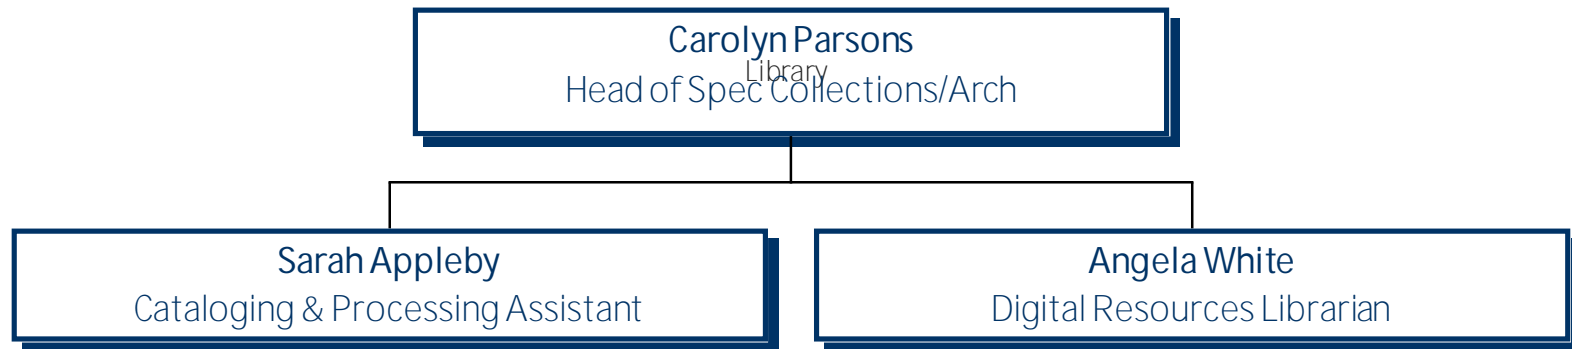 Carolyn Parsons
Library
Head of Spec Collections/Arch
Sarah Appleby
Cataloging & Processing Assistant
Angela White
Digital Resources Librarian